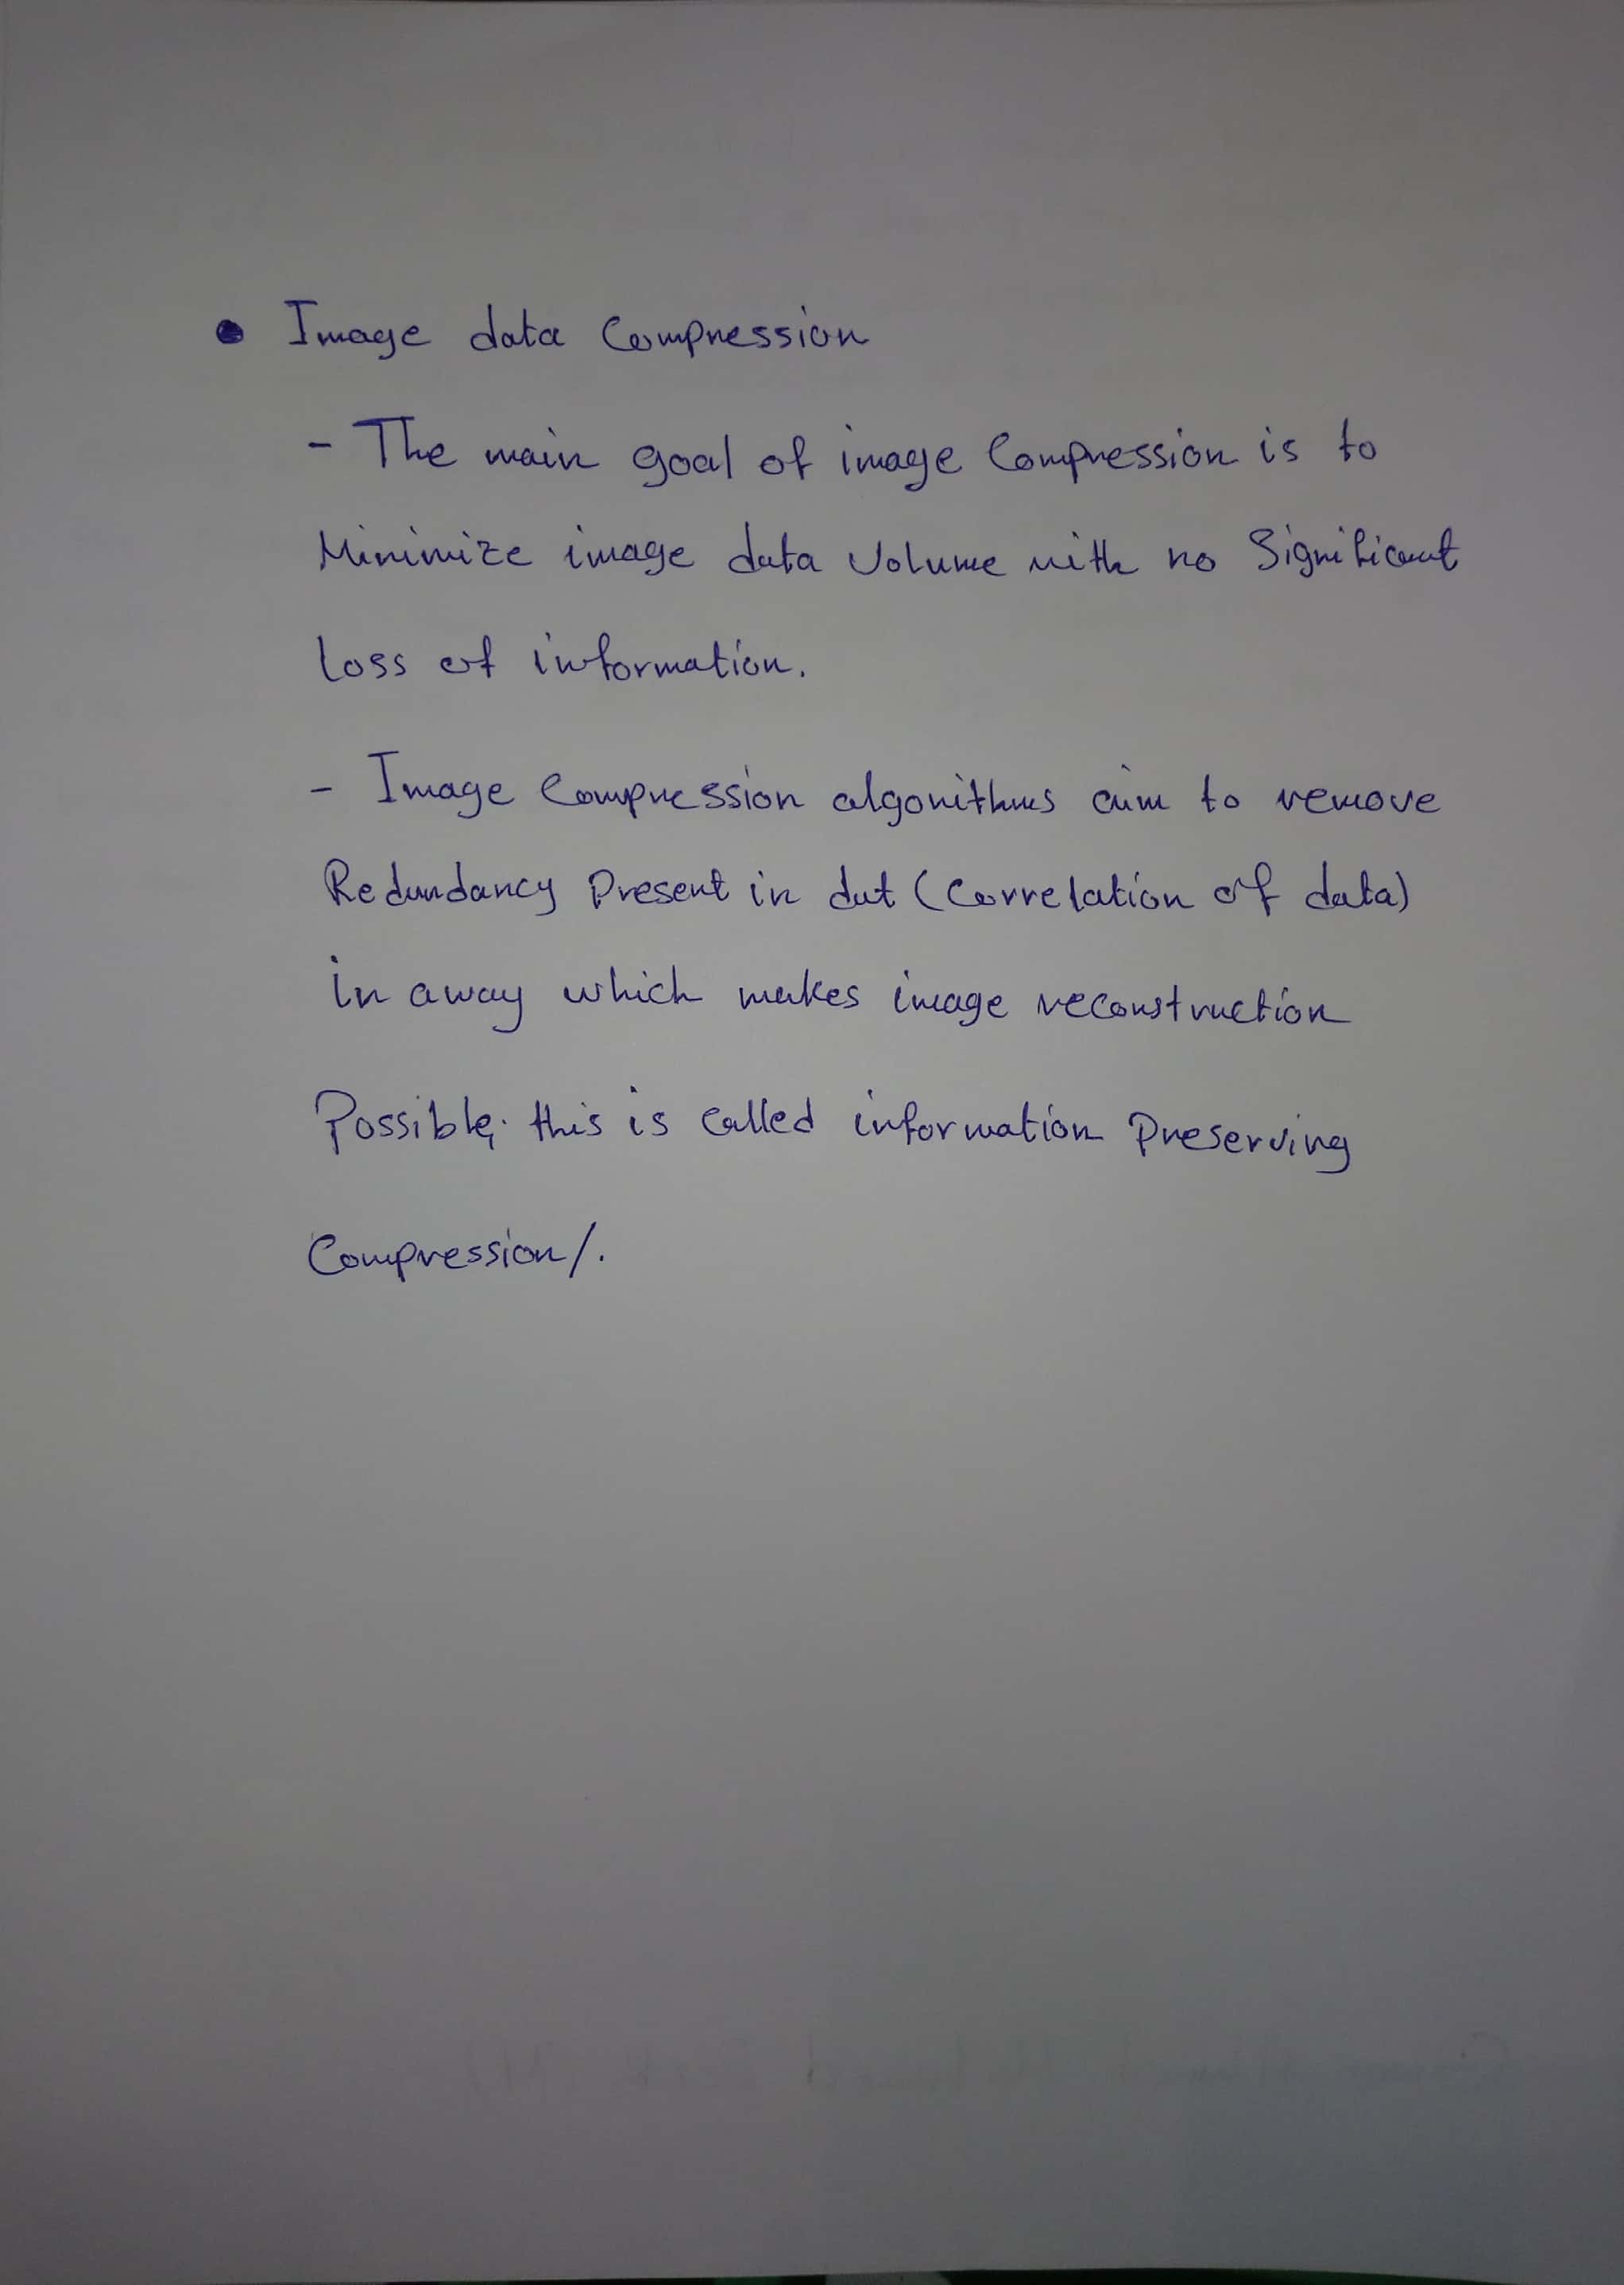 • Image data Compression
- The main goal of image Compression is to
Minimize image data Volume with no Significant
loss of information.
- Image Compression algorithms aim to remove
Redundancy Present in dat (Correlation of data)
in away which makes image reconstruction
Possible; this is called information Preserving
Compression/.